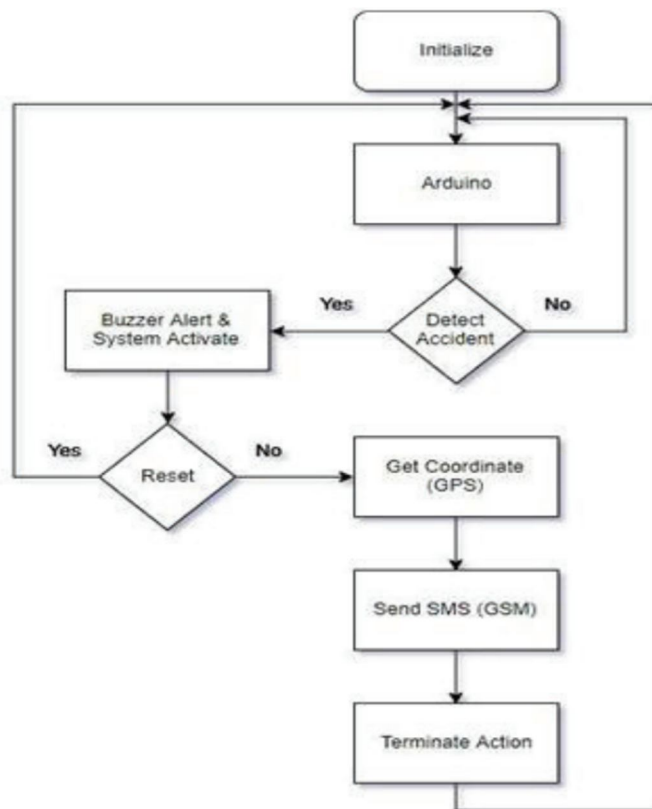 Initialize
Arduino
Detect
Accident
Yes
No
Buzzer Alert &
System Activate
Reset
Yes
No
Get Coordinate
(GPS)
Send SMS (GSM)
Terminate Action